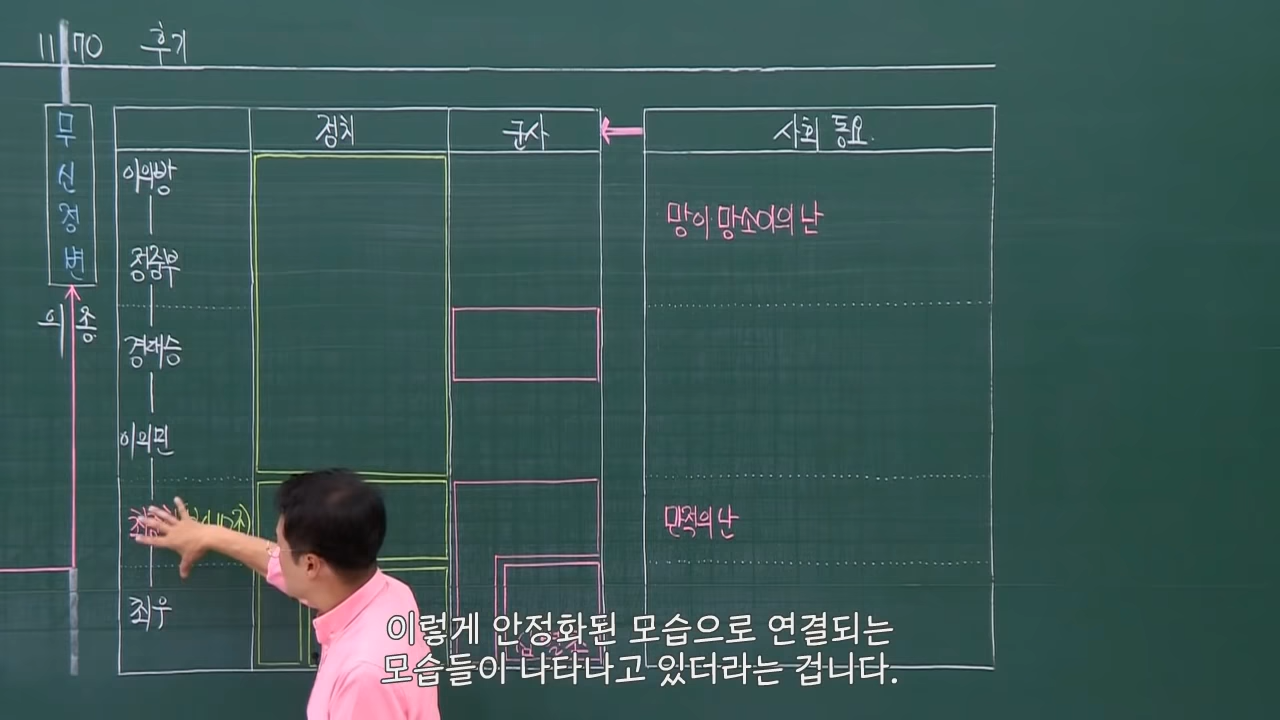 1170 후기
무신정변
의종
정치 군사 사회 동요
이의방
정중부
경대승
이의민
최우
망이·망소이의 난
만적의 난
이렇게 안정화된 모습으로 연결되는
모습들이 나타나고 있더라는 겁니다.